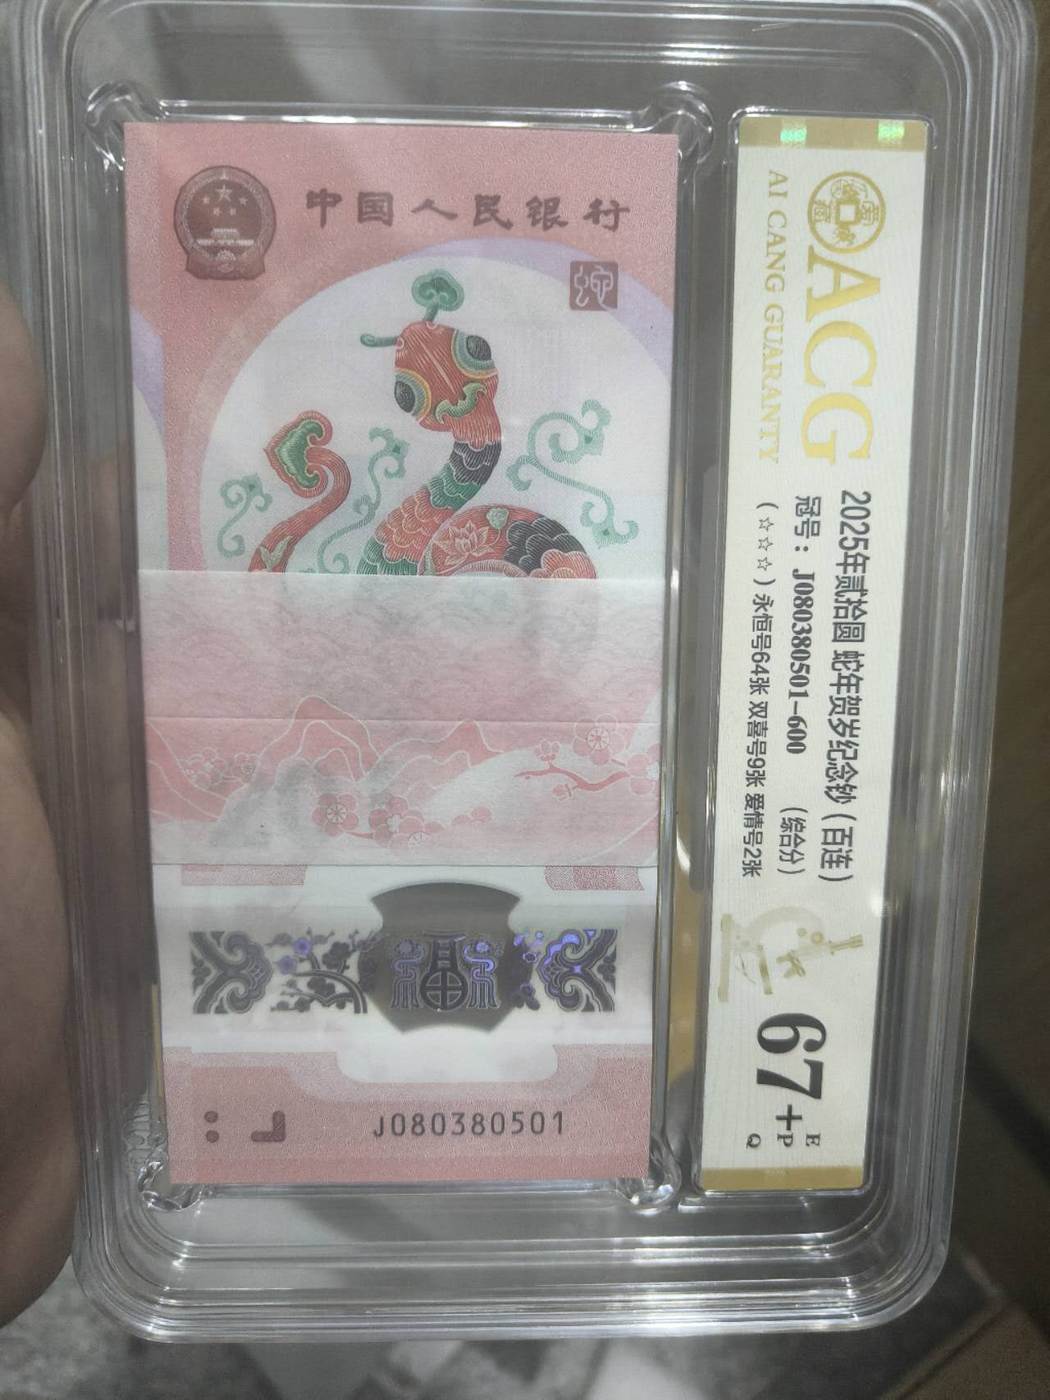 中国人民银行
蛇
福
J080380501
ACG
AI CANG GUARANTY
2025年贰拾圆 蛇年贺岁纪念钞（百连）
冠号：J080380501-600 （综合分）
（☆☆☆）永恒号64张 双喜号9张 爱情号2张
67+
E
P
Q